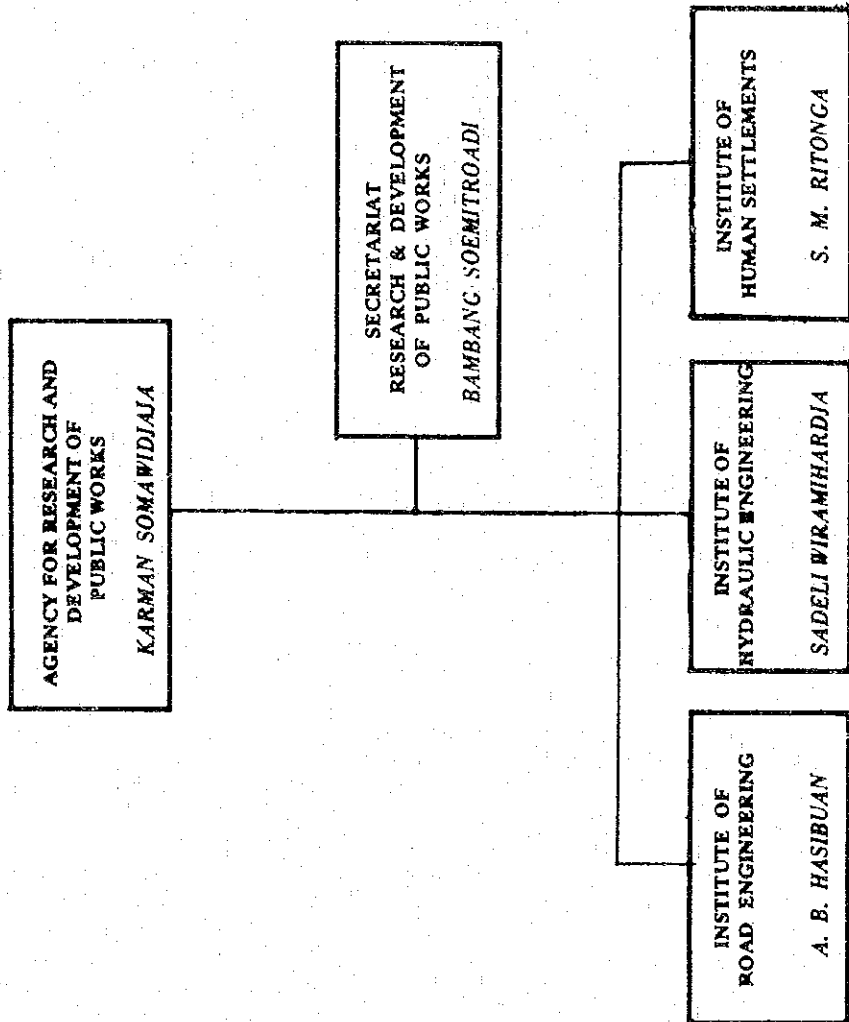 AGENCY FOR RESEARCH AND
DEVELOPMENT OF
PUBLIC WORKS
KARMAN SOMAWIDJAJA
SECRETARIAT
RESEARCH & DEVELOPMENT
OF PUBLIC WORKS
BAMBANG SOEMITROADI
INSTITUTE OF
ROAD ENGINEERING
A. B. HASIBUAN
INSTITUTE OF
HYDRAULIC ENGINEERING
SADELI WIRAMIHARDJA
INSTITUTE OF
HUMAN SETTLEMENTS
S. M. RITONGA